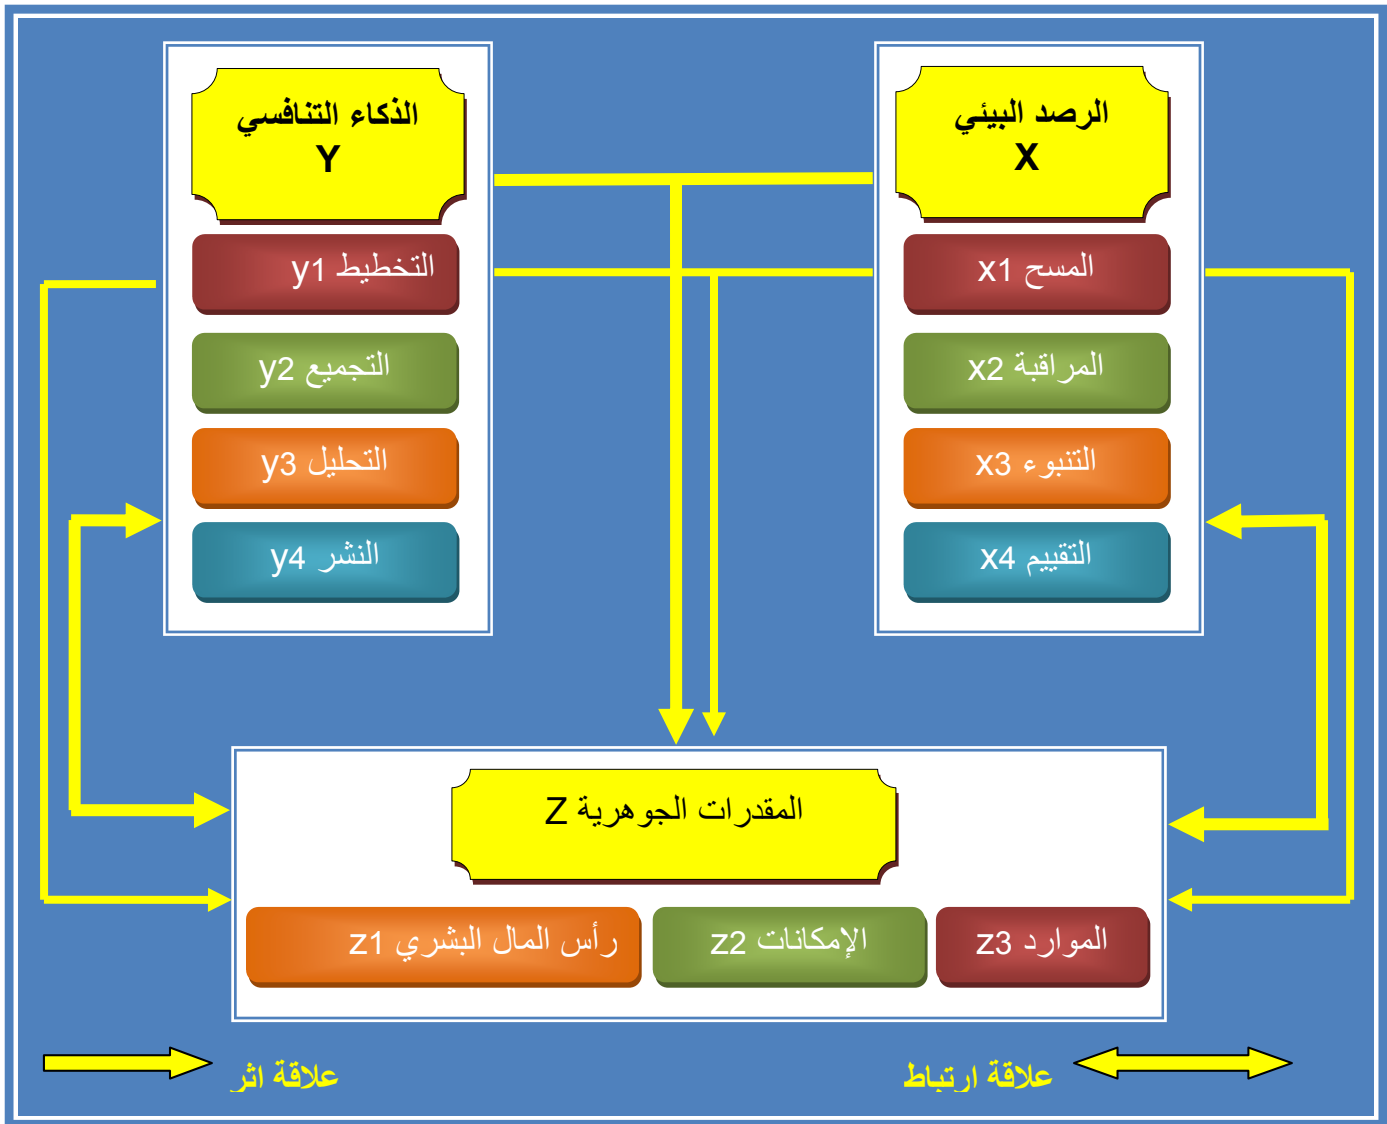 الرصد البيئي
X
المسح x1
المراقبة x2
التنبوء x3
التقييم x4
الذكاء التنافسي
Y
التخطيط y1
التجميع y2
التحليل y3
النشر y4
المقدرات الجوهرية Z
الموارد z3
الإمكانات z2
رأس المال البشري z1
علاقة ارتباط
علاقة اثر